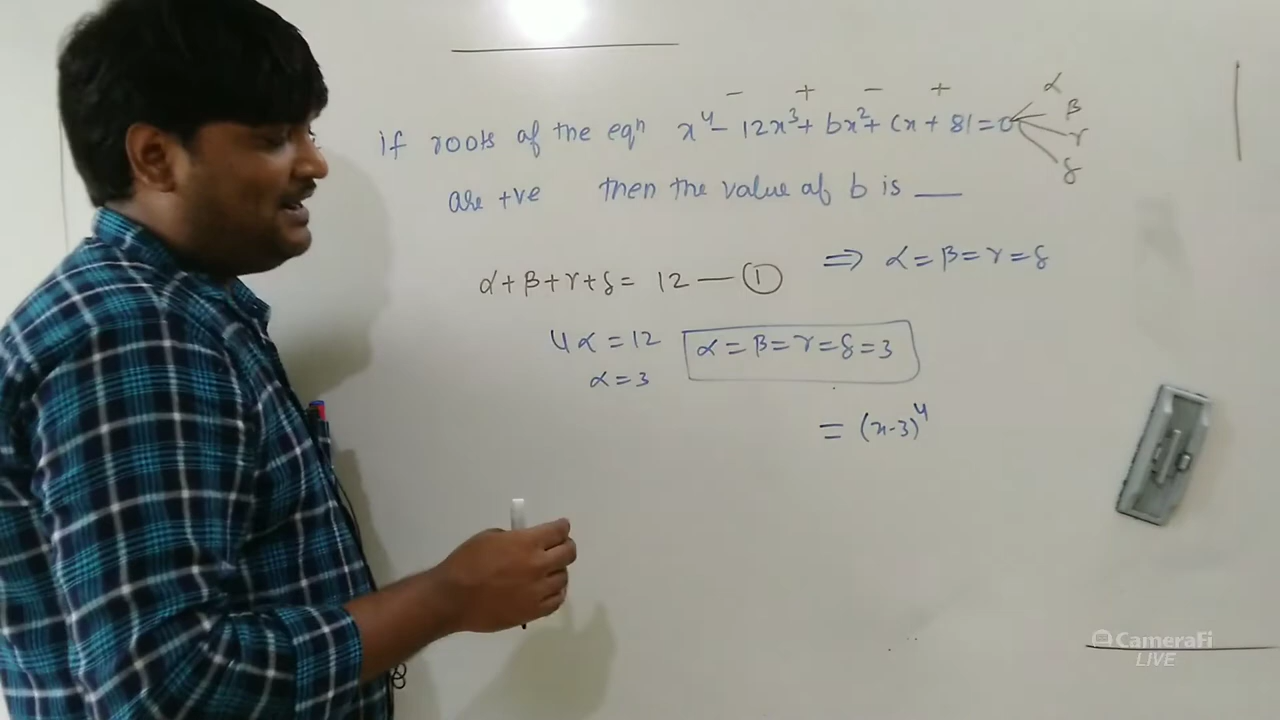 - + - +
If roots of the eqn x⁴ - 12x³ + bx² + cx + 81 = 0 α
β
γ
δ
are +ve then the value of b is __
⇒ α = β = γ = δ
α + β + γ + δ = 12 — ①
4α = 12 α = β = γ = δ = 3
α = 3
= (x-3)⁴
CameraFi
LIVE